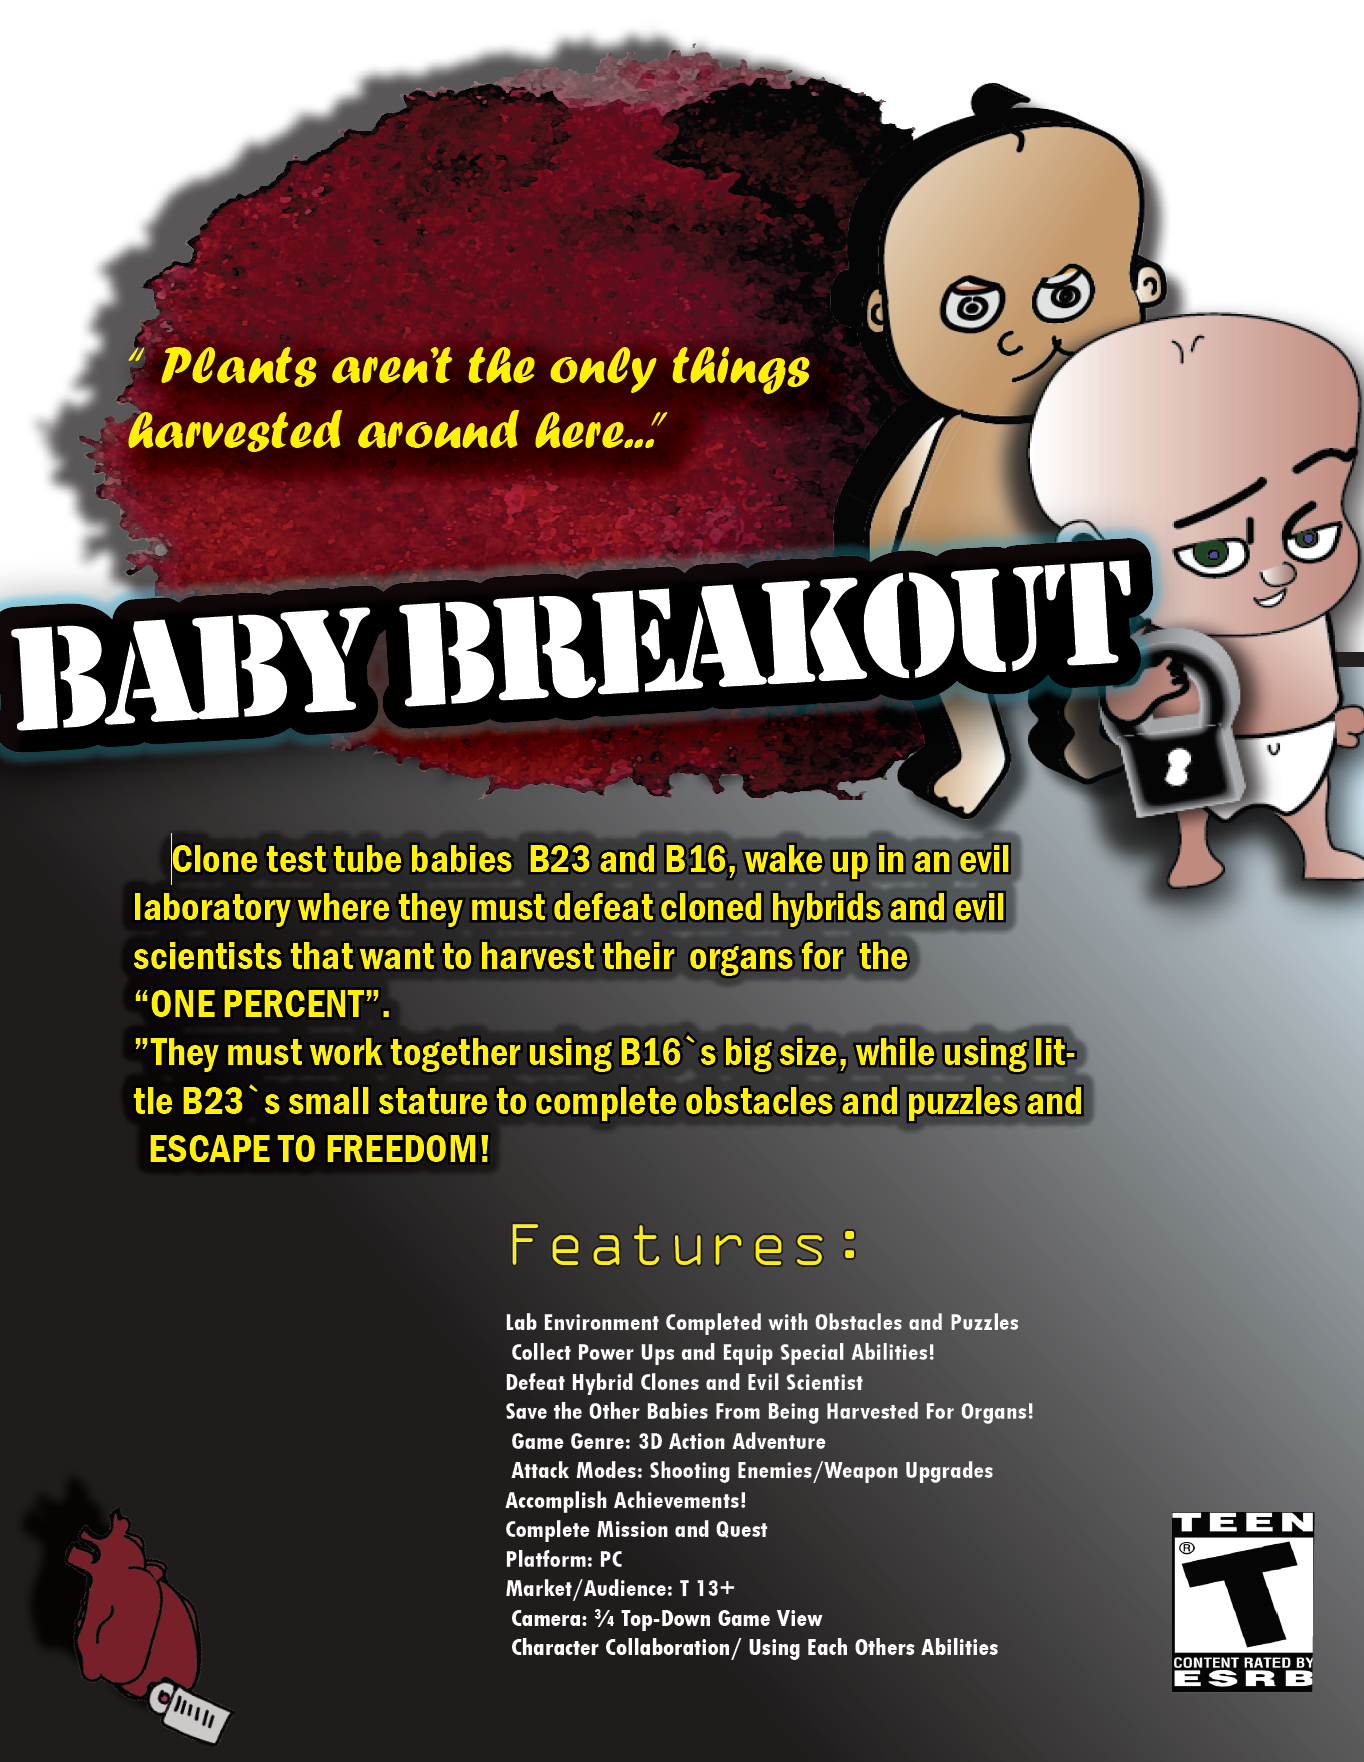 “ Plants aren’t the only things
harvested around here...”
BABY BREAKOUT
Clone test tube babies B23 and B16, wake up in an evil
laboratory where they must defeat cloned hybrids and evil
scientists that want to harvest their organs for the
“ONE PERCENT”.
”They must work together using B16`s big size, while using lit-
tle B23`s small stature to complete obstacles and puzzles and
ESCAPE TO FREEDOM!
Features:
Lab Environment Completed with Obstacles and Puzzles
Collect Power Ups and Equip Special Abilities!
Defeat Hybrid Clones and Evil Scientist
Save the Other Babies From Being Harvested For Organs!
Game Genre: 3D Action Adventure
Attack Modes: Shooting Enemies/Weapon Upgrades
Accomplish Achievements!
Complete Mission and Quest
Platform: PC
Market/Audience: T 13+
Camera: ¾ Top-Down Game View
Character Collaboration/ Using Each Others Abilities
TEEN
®
T
CONTENT RATED BY
ESRB